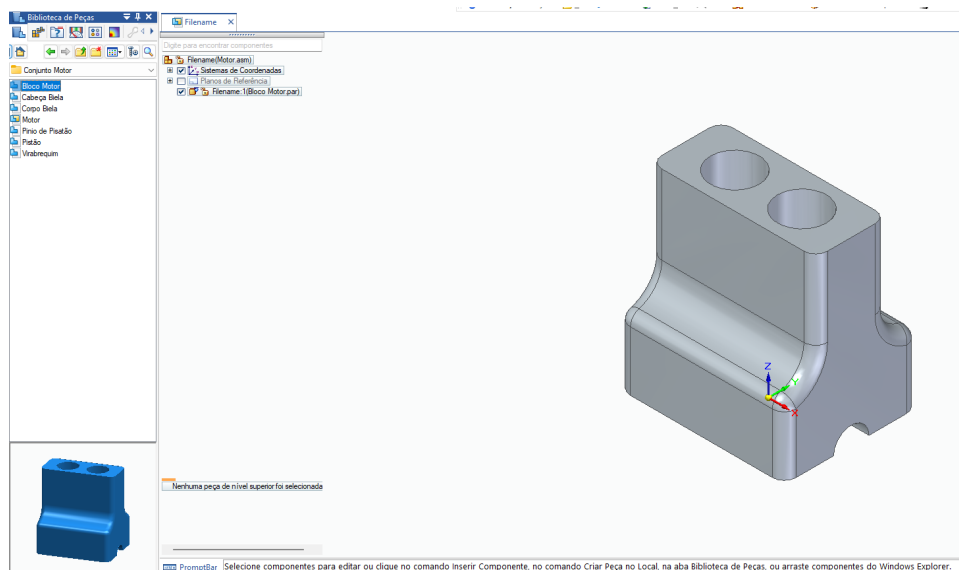 Biblioteca de Peças
Filename
Digite para encontrar componentes
Filename(Motor.asm)
Sistemas de Coordenadas
Planos de Referência
Filename:1(Bloco Motor.par)
Conjunto Motor
Bloco Motor
Cabeça Biela
Corpo Biela
Motor
Pinio de Pisatão
Pistão
Virabrequim
Z
Y
X
Nenhuma peça de nível superior foi selecionada
PromptBar
Selecione componentes para editar ou clique no comando Inserir Componente, no comando Criar Peça no Local, na aba Biblioteca de Peças, ou arraste componentes do Windows Explorer.